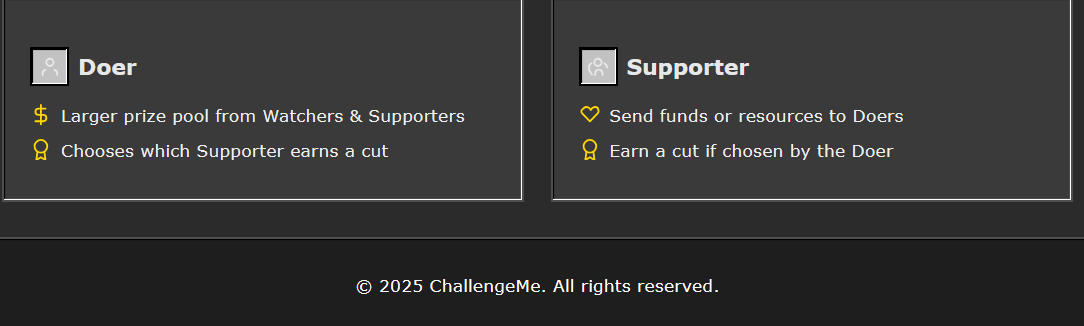 Doer
Larger prize pool from Watchers & Supporters
Chooses which Supporter earns a cut
Supporter
Send funds or resources to Doers
Earn a cut if chosen by the Doer
© 2025 ChallengeMe. All rights reserved.